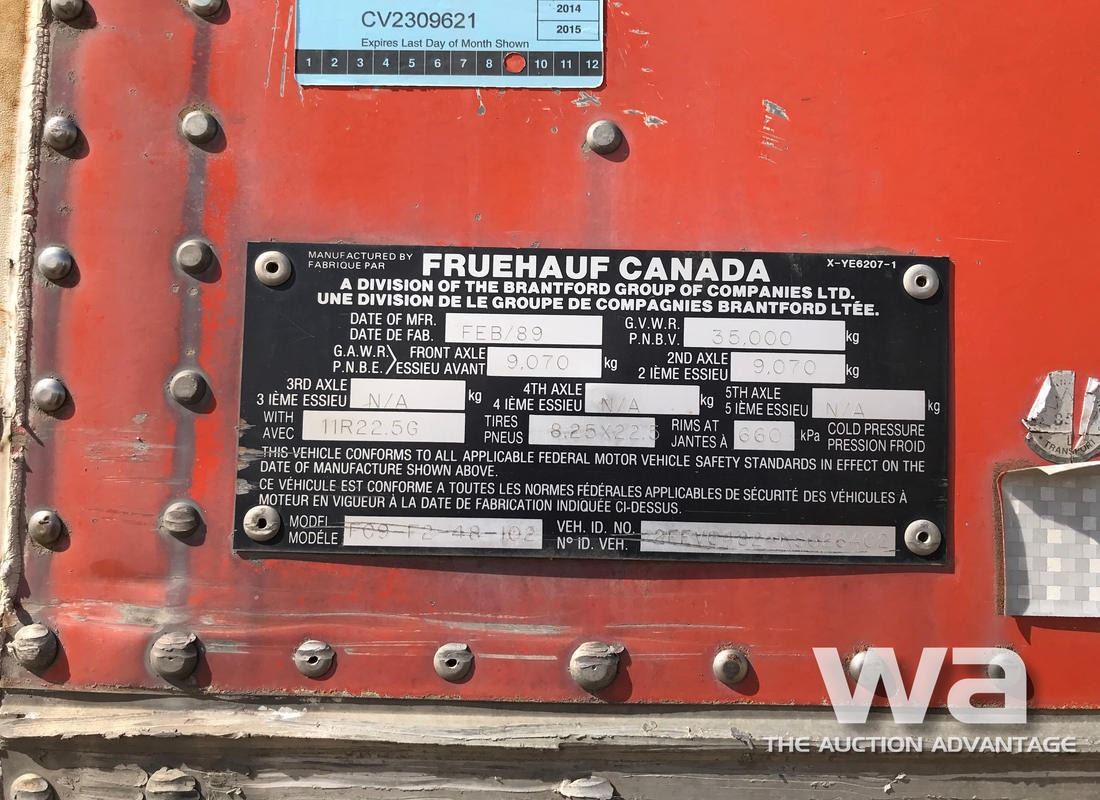 CV2309621
2014
2015
Expires Last Day of Month Shown
1 2 3 4 5 6 7 8 10 11 12
MANUFACTURED BY
FABRIQUE PAR
FRUEHAUF CANADA
X-YE6207-1
A DIVISION OF THE BRANTFORD GROUP OF COMPANIES LTD.
UNE DIVISION DE LE GROUPE DE COMPAGNIES BRANTFORD LTÉE.
DATE OF MFR.
DATE DE FAB.
FEB/89
G.V.W.R.
P.N.B.V.
35,000 kg
G.A.W.R. FRONT AXLE
P.N.B.E. ESSIEU AVANT
9,070 kg
2ND AXLE
2 IÈME ESSIEU
9,070 kg
3RD AXLE
3 IÈME ESSIEU
N/A kg
4TH AXLE
4 IÈME ESSIEU
N/A kg
5TH AXLE
5 IÈME ESSIEU
N/A kg
WITH
AVEC
11R22.5G
TIRES
PNEUS
8.25X22.5
RIMS AT
JANTES À
660 kPa
COLD PRESSURE
PRESSION FROID
THIS VEHICLE CONFORMS TO ALL APPLICABLE FEDERAL MOTOR VEHICLE SAFETY STANDARDS IN EFFECT ON THE
DATE OF MANUFACTURE SHOWN ABOVE.
CE VÉHICULE EST CONFORME A TOUTES LES NORMES FÉDÉRALES APPLICABLES DE SÉCURITÉ DES VÉHICULES À
MOTEUR EN VIGUEUR À LA DATE DE FABRICATION INDIQUÉE CI-DESSUS.
MODEL
MODÈLE
FC9-F2-48-102
VEH. ID. NO.
Nº ID. VEH.
wa
THE AUCTION ADVANTAGE